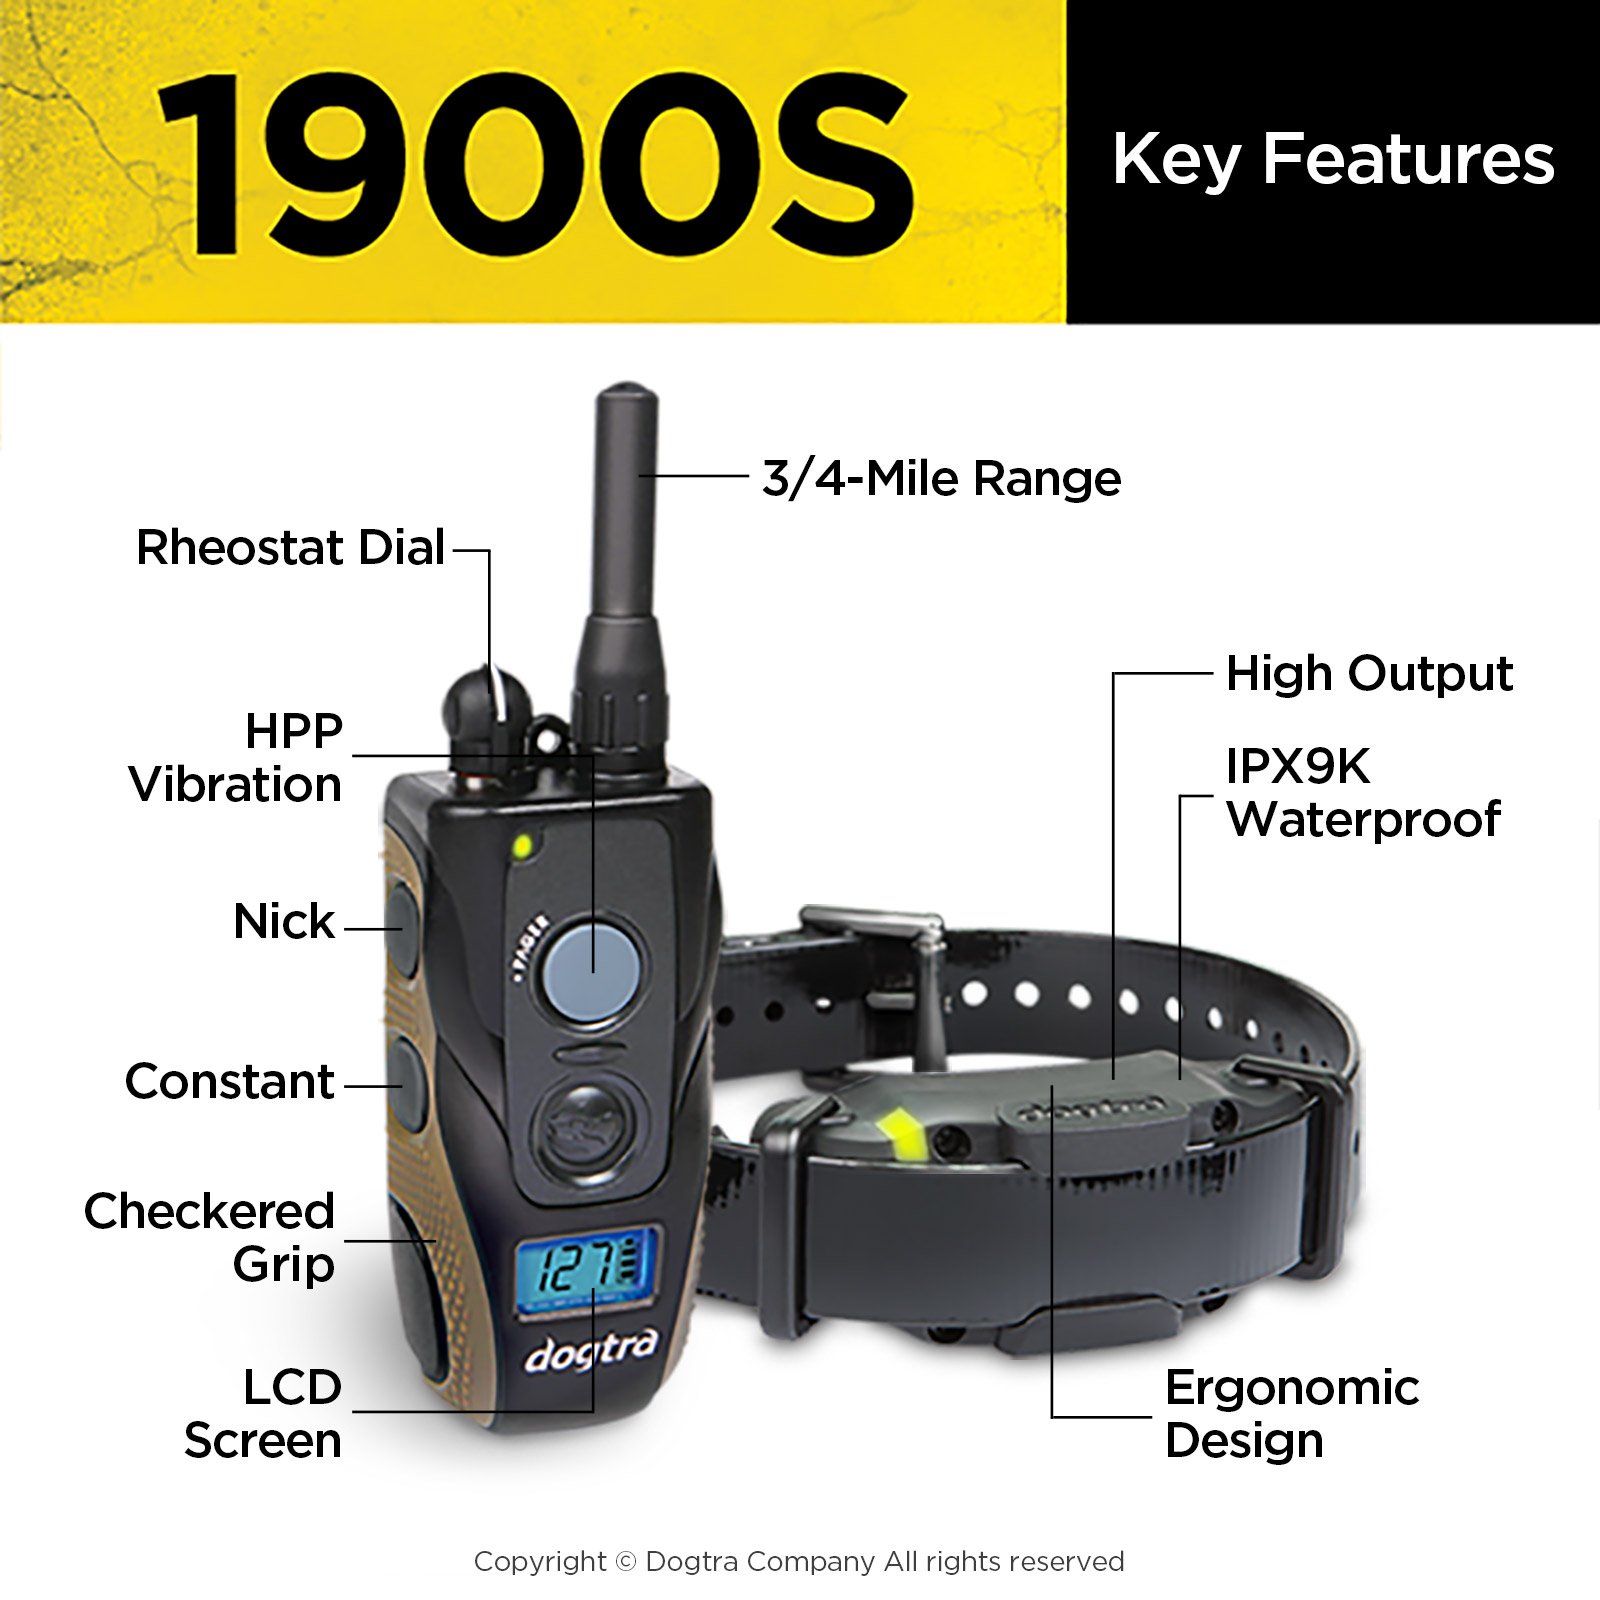 1900S
Key Features
3/4-Mile Range
Rheostat Dial
High Output
HPP
Vibration
IPX9K
Waterproof
• PAGER
Nick
Constant
dogtra
Checkered
Grip
127
dogtra
LCD
Screen
Ergonomic
Design
Copyright © Dogtra Company All rights reserved